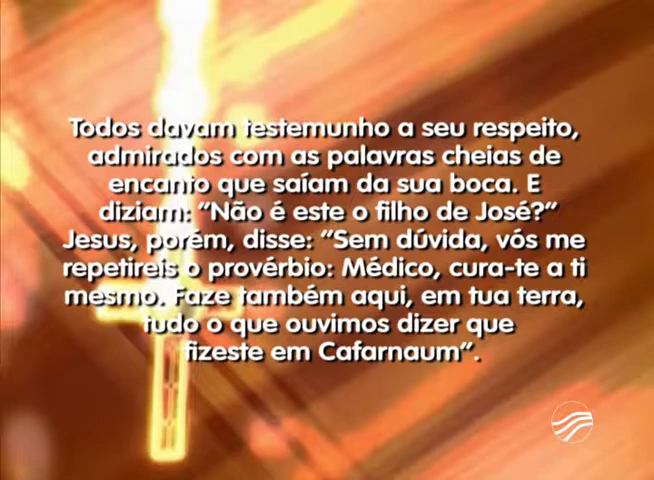 Todos davam testemunho a seu respeito,
admirados com as palavras cheias de
encanto que saíam da sua boca. E
diziam: “Não é este o filho de José?”
Jesus, porém, disse: “Sem dúvida, vós me
repetireis o provérbio: Médico, cura-te a ti
mesmo. Faze também aqui, em tua terra,
tudo o que ouvimos dizer que
fizeste em Cafarnaum”.